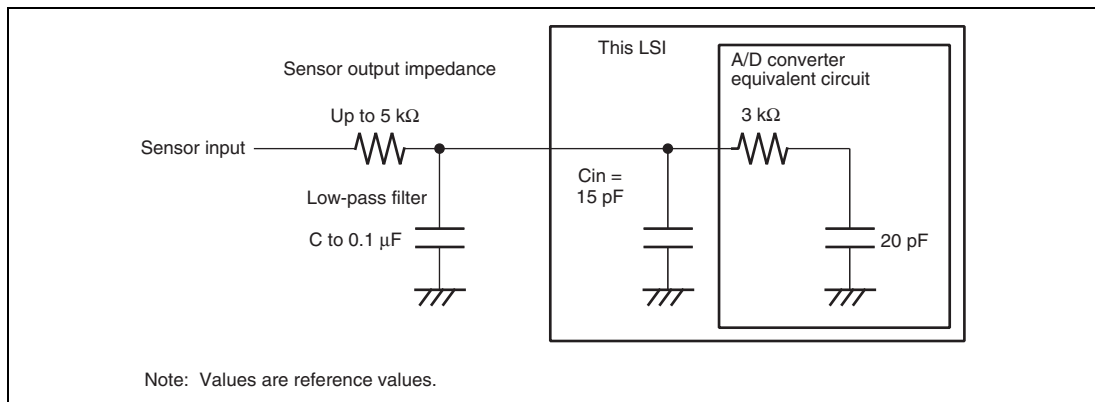 This LSI
A/D converter
equivalent circuit
Sensor output impedance
Up to 5 kΩ
3 kΩ
Sensor input
Cin =
15 pF
Low-pass filter
C to 0.1 μF
20 pF
Note: Values are reference values.